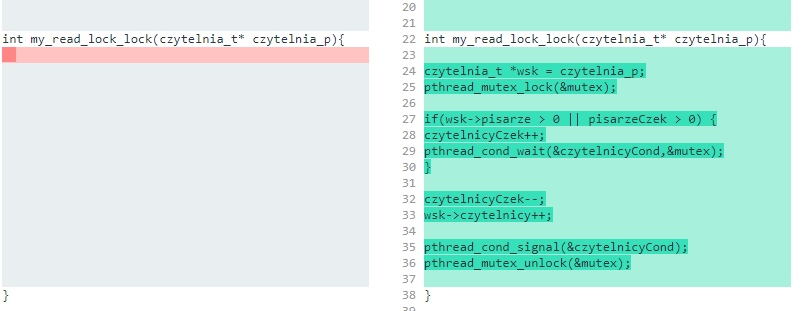 20
21
int my_read_lock_lock(czytelnia_t* czytelnia_p){
22 int my_read_lock_lock(czytelnia_t* czytelnia_p){
23
24 czytelnia_t *wsk = czytelnia_p;
25 pthread_mutex_lock(&mutex);
26
27 if(wsk->pisarze > 0 || pisarzeCzek > 0) {
28 czytelnicyCzek++;
29 pthread_cond_wait(&czytelnicyCond,&mutex);
30 }
31
32 czytelnicyCzek--;
33 wsk->czytelnicy++;
34
35 pthread_cond_signal(&czytelnicyCond);
36 pthread_mutex_unlock(&mutex);
37
}
38 }
39